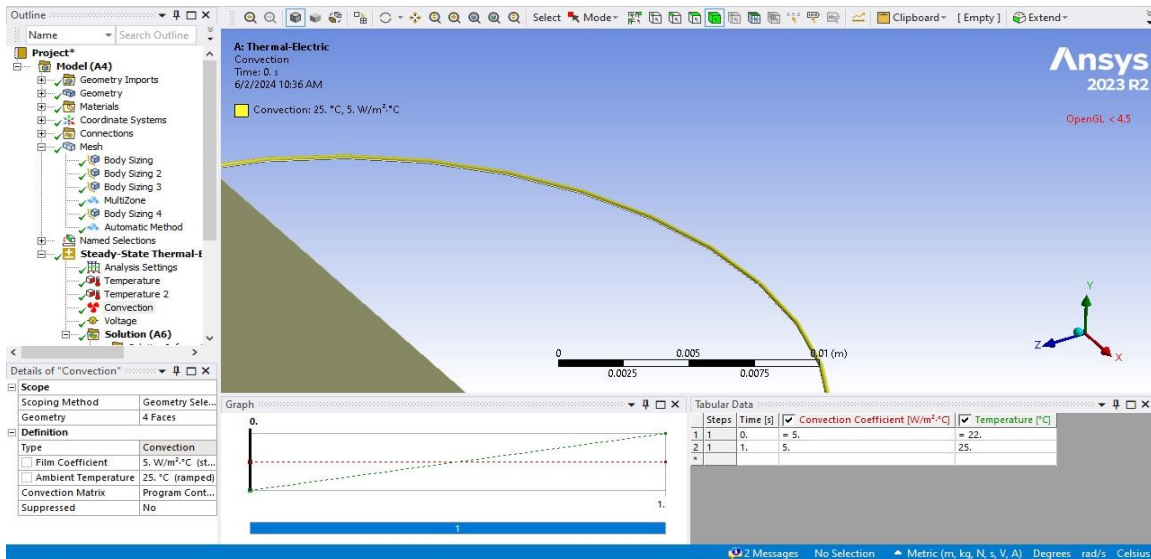 Outline
Name
Search Outline
Project*
Model (A4)
Geometry Imports
Geometry
Materials
Coordinate Systems
Connections
Mesh
Body Sizing
Body Sizing 2
Body Sizing 3
MultiZone
Body Sizing 4
Automatic Method
Named Selections
Steady-State Thermal-E
Analysis Settings
Temperature
Temperature 2
Convection
Voltage
Solution (A6)
Details of "Convection"
Scope
Scoping Method Geometry Sele...
Geometry 4 Faces
Definition
Type Convection
Film Coefficient 5. W/m²·°C (st...
Ambient Temperature 25. °C (ramped)
Convection Matrix Program Cont...
Suppressed No
Select Mode Clipboard [ Empty ] Extend
A: Thermal-Electric
Convection
Time: 0. s
6/2/2024 10:36 AM
Convection: 25. °C, 5. W/m²·°C
Ansys
2023 R2
OpenGL < 4.5
0 0.005 0.01 (m)
0.0025 0.0075
Y
Z
X
Graph
0.
1.
1
Tabular Data
Steps Time [s] Convection Coefficient [W/m²·°C] Temperature [°C]
1 1 0. = 5. = 22.
2 1 1. 5. 25.
*
2 Messages No Selection Metric (m, kg, N, s, V, A) Degrees rad/s Celsius